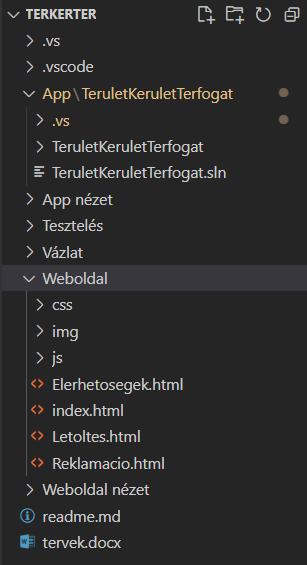 TERKERTER
.vs
.vscode
App\TeruletKeruletTerfogat
.vs
TeruletKeruletTerfogat
TeruletKeruletTerfogat.sln
App nézet
Tesztelés
Vázlat
Weboldal
css
img
js
Elerhetosegek.html
index.html
Letoltes.html
Reklamacio.html
Weboldal nézet
readme.md
tervek.docx